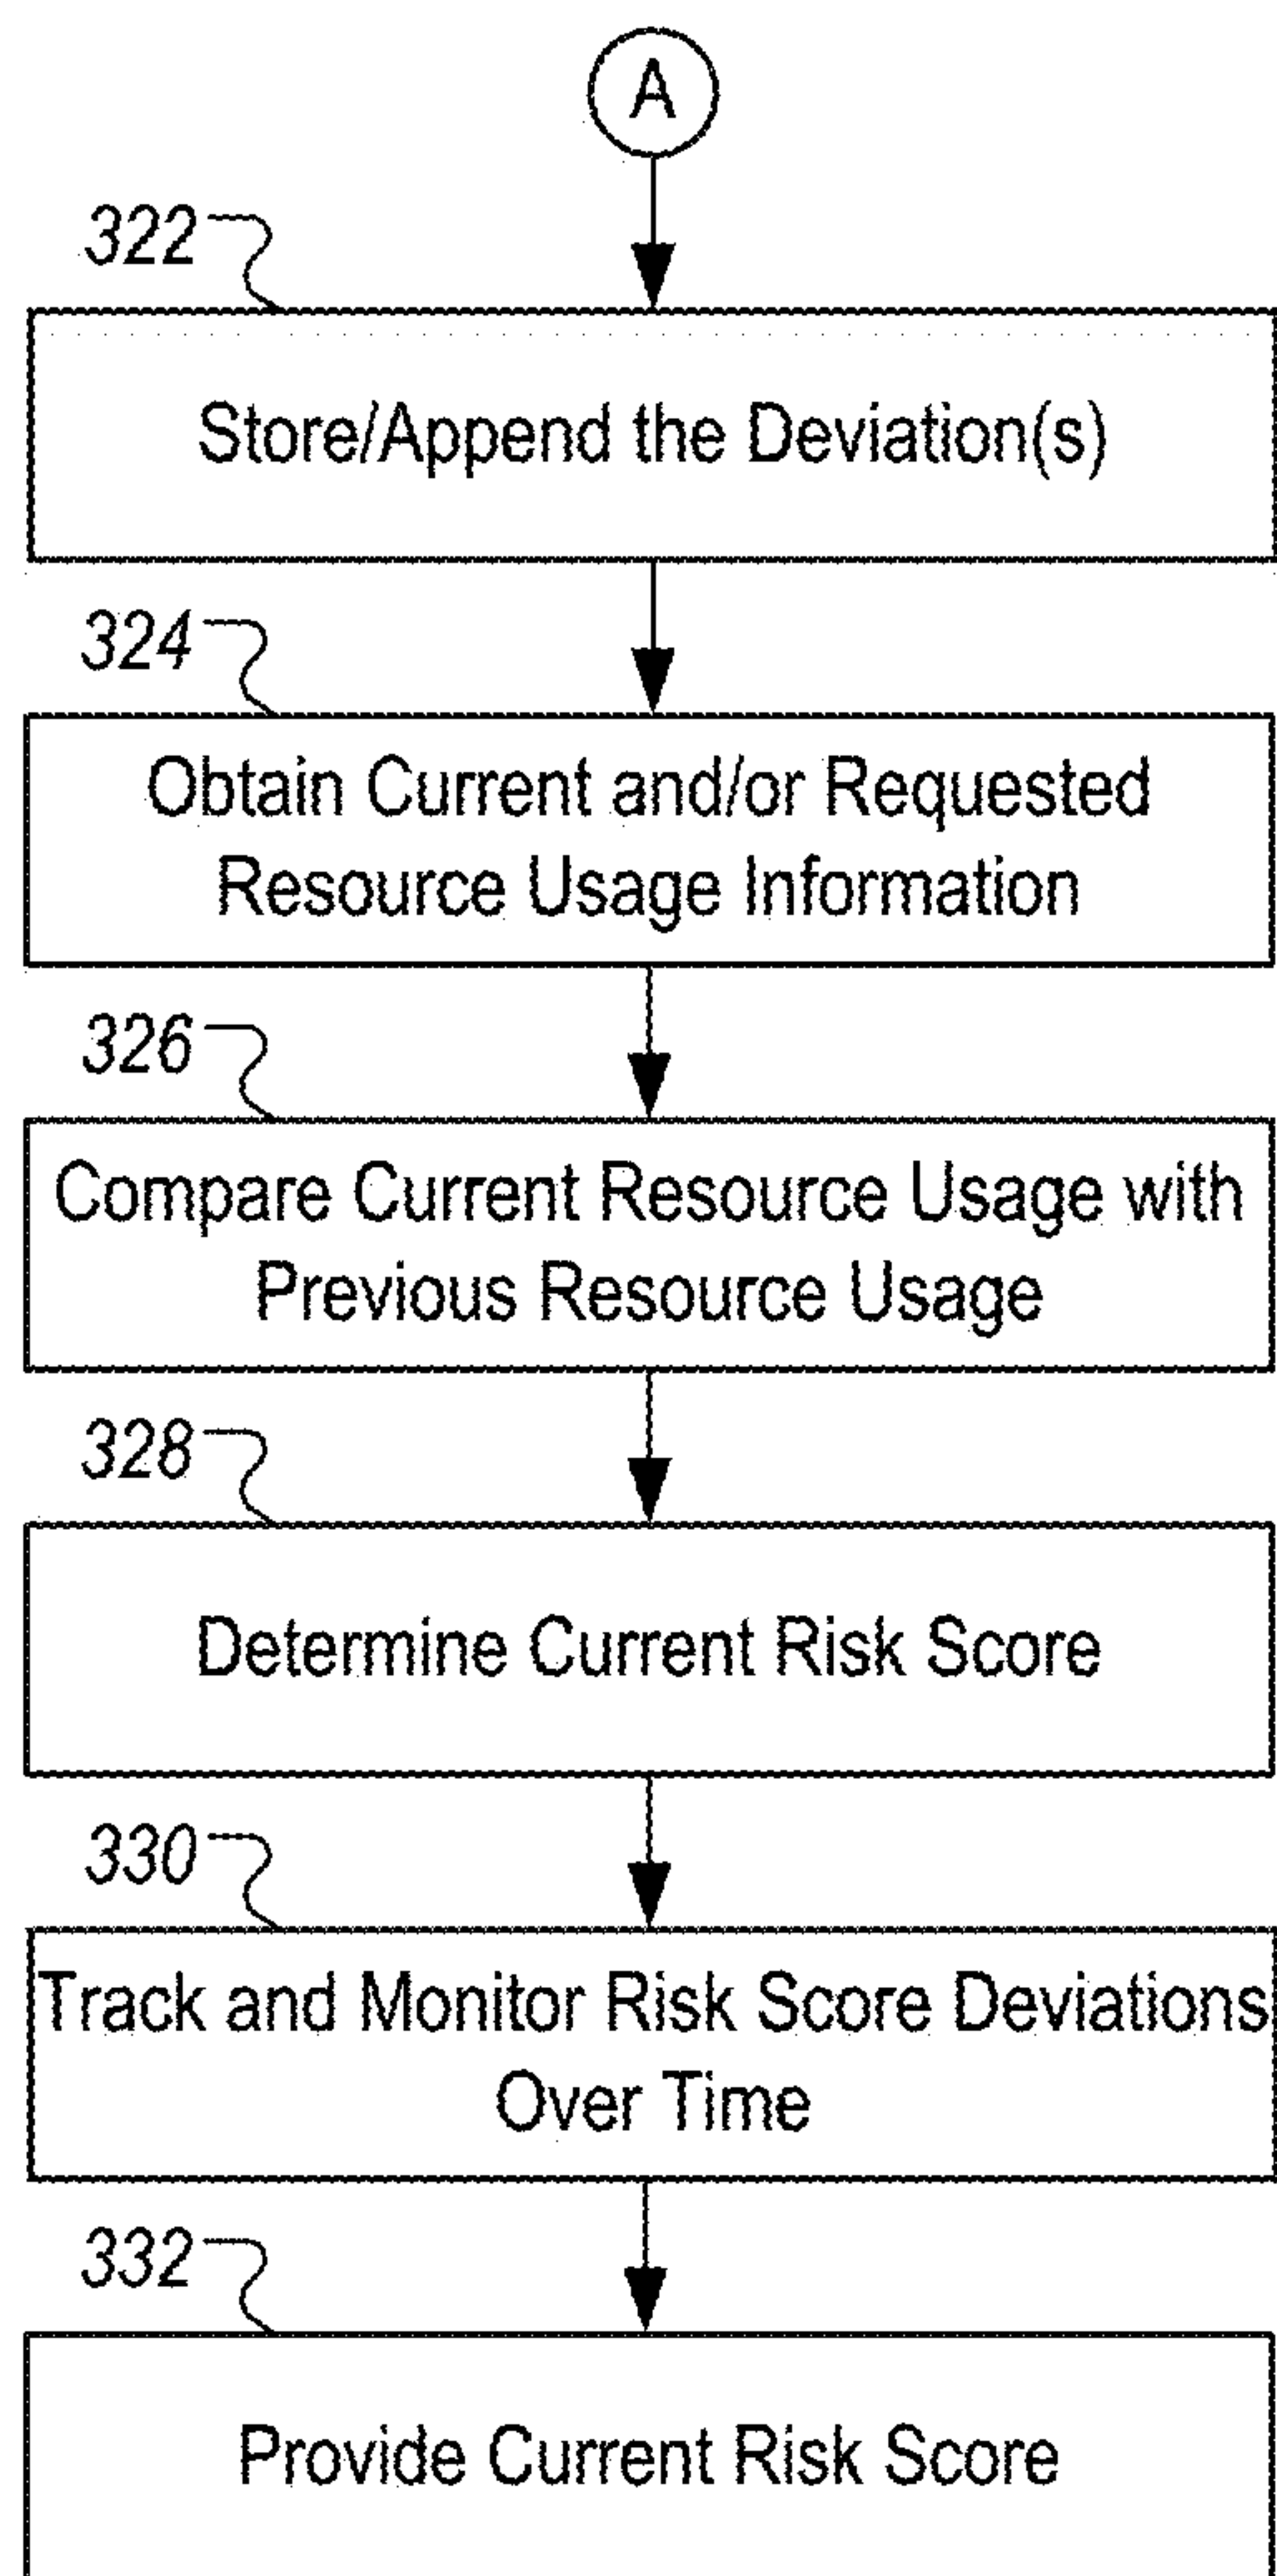 A
322
Store/Append the Deviation(s)
324
Obtain Current and/or Requested
Resource Usage Information
326
Compare Current Resource Usage with
Previous Resource Usage
328
Determine Current Risk Score
330
Track and Monitor Risk Score Deviations
Over Time
332
Provide Current Risk Score